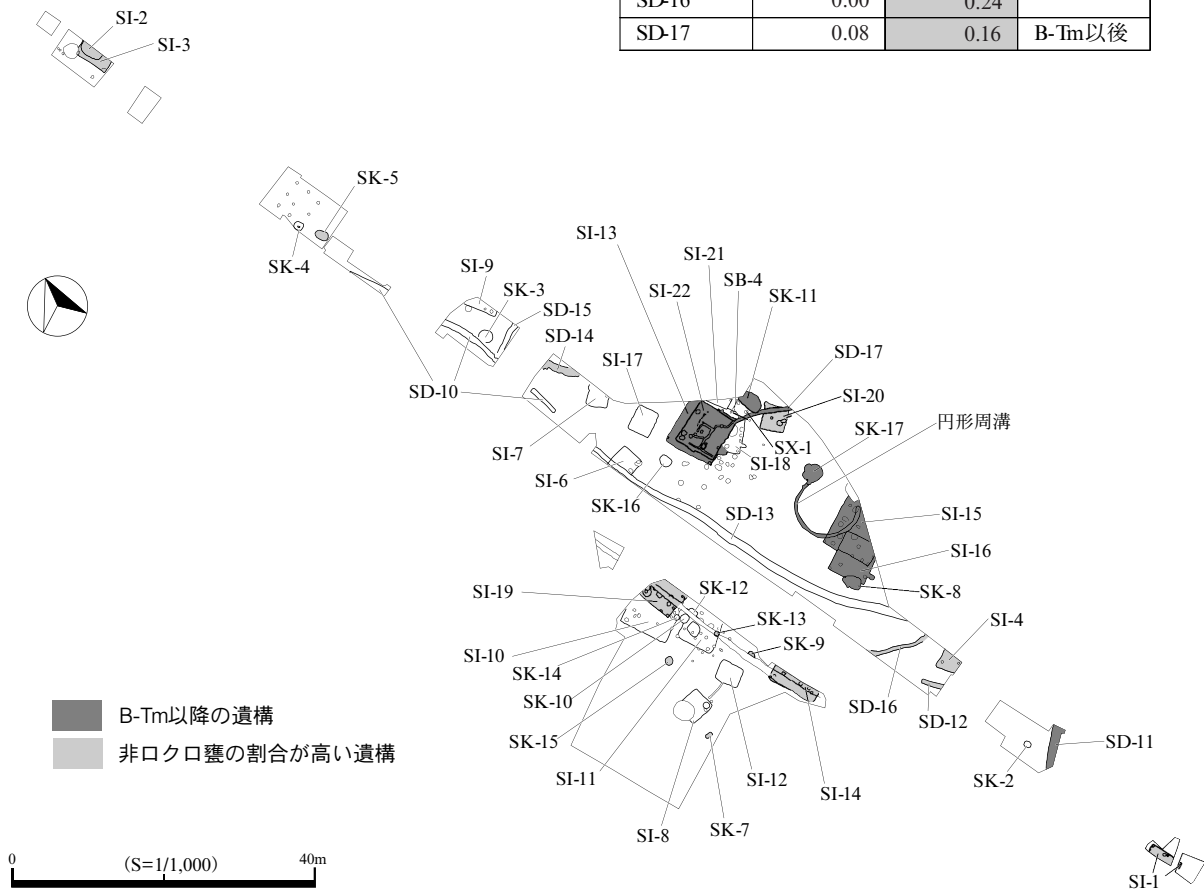 SD-16 0.00 0.24
SD-17 0.08 0.16 B-Tm以後
SI-2
SI-3
SK-5
SK-4
SI-13
SI-21
SB-4
SI-22
SK-11
SI-9
SK-3
SD-15
SD-14
SI-17
SD-17
SI-20
SD-10
SK-17
円形周溝
SX-1
SI-18
SI-7
SI-6
SK-16
SD-13
SI-15
SI-16
SK-8
SI-19
SK-12
SK-13
SK-9
SI-4
SI-10
SK-14
SK-10
SK-15
SD-16
SD-12
SD-11
SK-2
SI-11
SI-12
SI-14
SI-8
SK-7
SI-1
B-Tm以降の遺構
非ロクロ甕の割合が高い遺構
0 (S=1/1,000) 40m